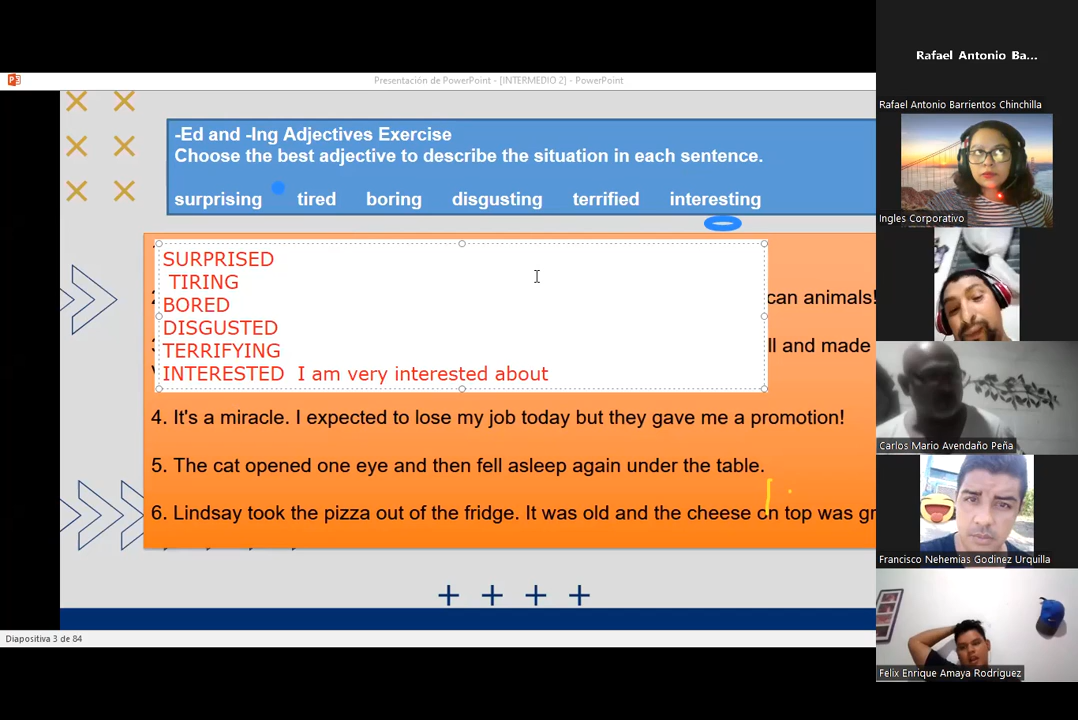 Rafael Antonio Ba...
Presentación de PowerPoint - [INTERMEDIO 2] - PowerPoint
Rafael Antonio Barrientos Chinchilla
-Ed and -Ing Adjectives Exercise
Choose the best adjective to describe the situation in each sentence.
surprising tired boring disgusting terrified interesting
Ingles Corporativo
SURPRISED
TIRING
can animals!
BORED
DISGUSTED
ll and made
TERRIFYING
INTERESTED I am very interested about
4. It's a miracle. I expected to lose my job today but they gave me a promotion!
Carlos Mario Avendaño Peña
5. The cat opened one eye and then fell asleep again under the table.
6. Lindsay took the pizza out of the fridge. It was old and the cheese on top was gr
Francisco Nehemias Godinez Urquilla
Diapositiva 3 de 84
Felix Enrique Amaya Rodriguez